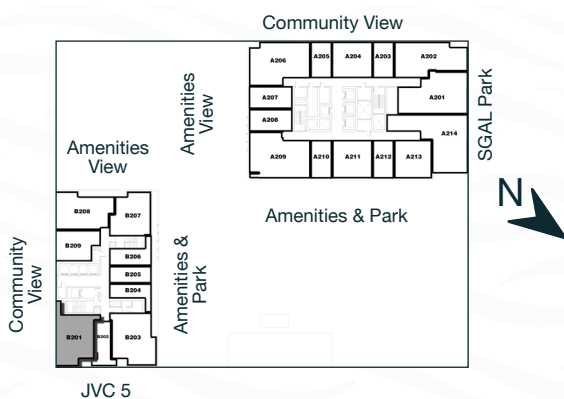 Community View
A206
A205
A204
A203
A202
A207
A201
A208
A214
A209
A210
A211
A212
A213
Amenities
View
SGAL Park
Amenities & Park
N
Amenities
View
B208
B207
B209
B206
B205
B204
B201
B202
B203
Community
View
Amenities &
Park
JVC 5